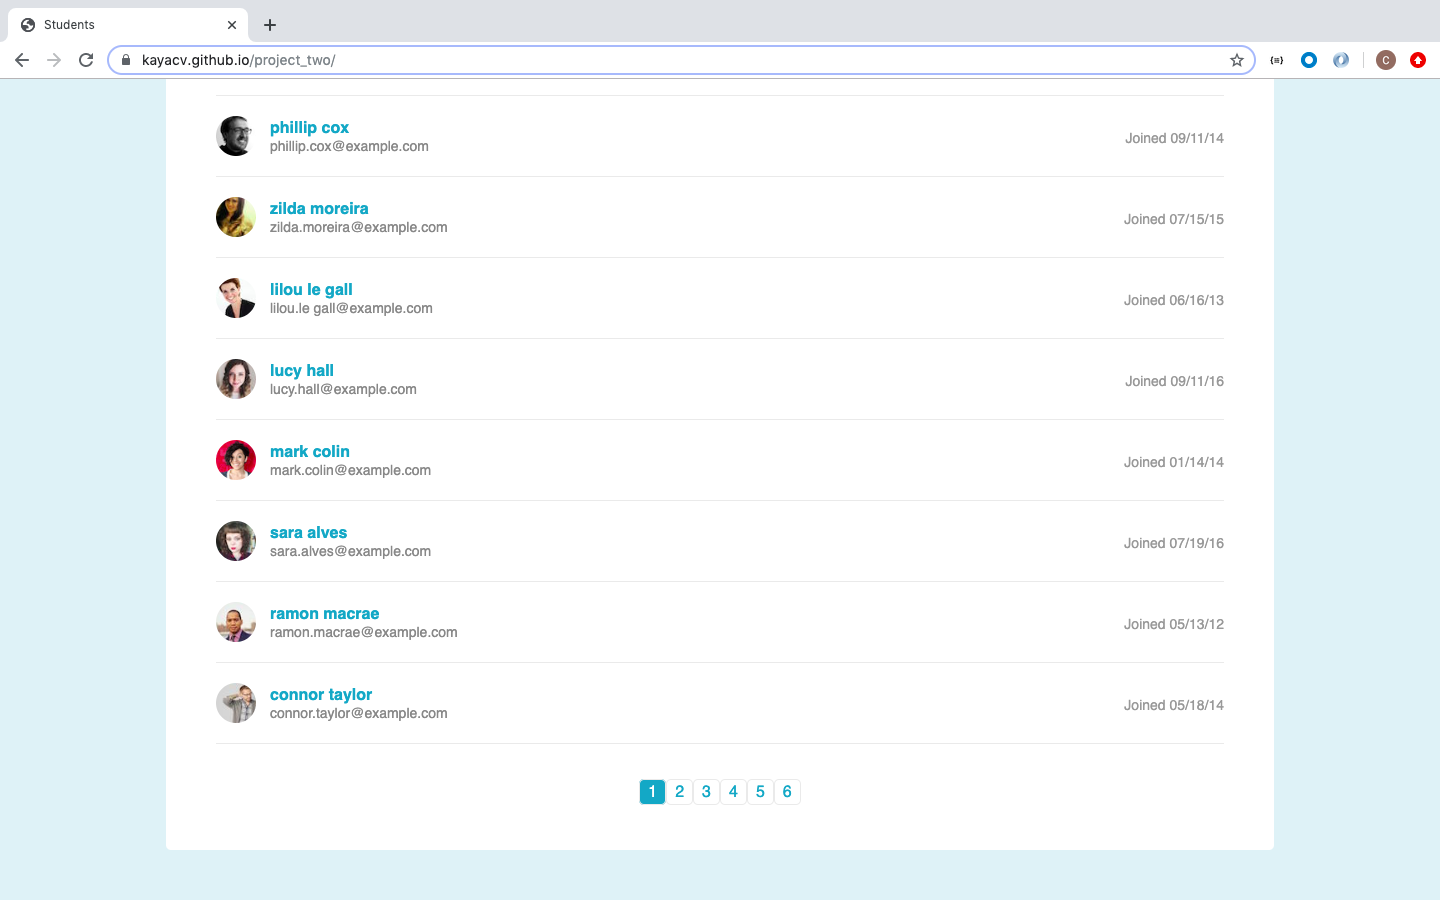 Students
kayacv.github.io/project_two/
C
phillip cox
phillip.cox@example.com
Joined 09/11/14
zilda moreira
zilda.moreira@example.com
Joined 07/15/15
lilou le gall
lilou.le gall@example.com
Joined 06/16/13
lucy hall
lucy.hall@example.com
Joined 09/11/16
mark colin
mark.colin@example.com
Joined 01/14/14
sara alves
sara.alves@example.com
Joined 07/19/16
ramon macrae
ramon.macrae@example.com
Joined 05/13/12
connor taylor
connor.taylor@example.com
Joined 05/18/14
1 2 3 4 5 6